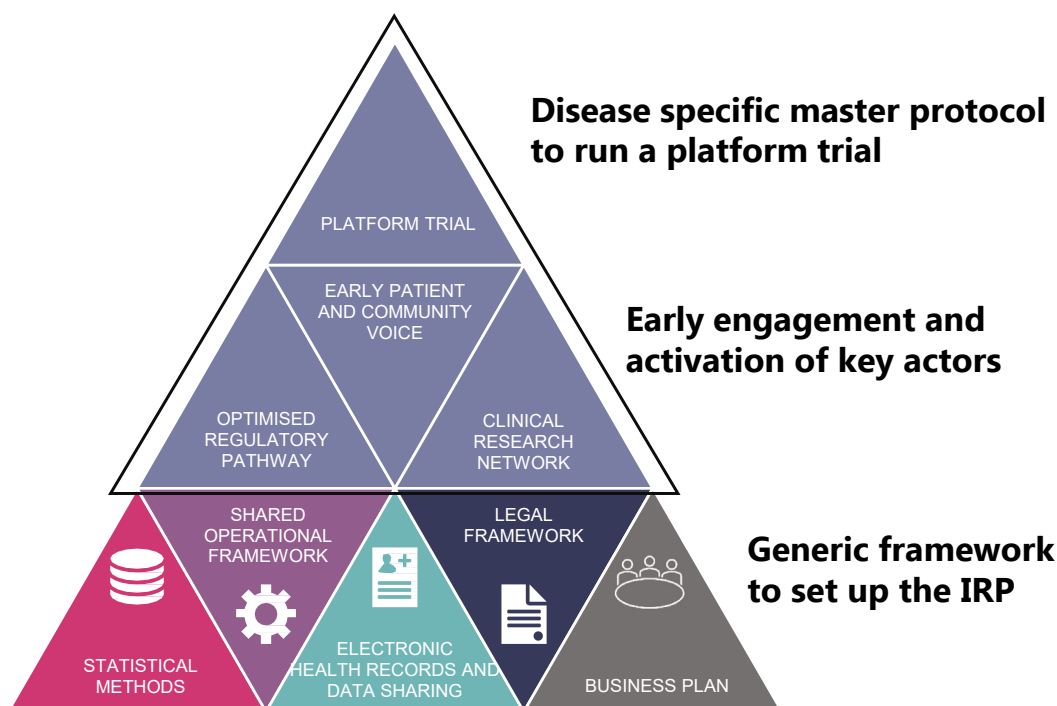 Disease specific master protocol
to run a platform trial
PLATFORM TRIAL
EARLY PATIENT
AND COMMUNITY
VOICE
Early engagement and
activation of key actors
OPTIMISED
REGULATORY
PATHWAY
CLINICAL
RESEARCH
NETWORK
SHARED
OPERATIONAL
FRAMEWORK
LEGAL
FRAMEWORK
Generic framework
to set up the IRP
STATISTICAL
METHODS
ELECTRONIC
HEALTH RECORDS AND
DATA SHARING
BUSINESS PLAN